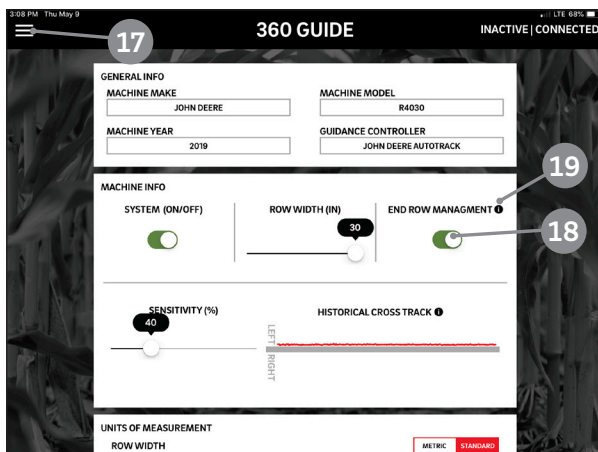 3:08 PM Thu May 9
LTE 68%
17
360 GUIDE
INACTIVE | CONNECTED
GENERAL INFO
MACHINE MAKE
MACHINE MODEL
JOHN DEERE
R4030
MACHINE YEAR
GUIDANCE CONTROLLER
2019
JOHN DEERE AUTOTRACK
19
MACHINE INFO
SYSTEM (ON/OFF)
ROW WIDTH (IN)
END ROW MANAGMENT
30
18
SENSITIVITY (%)
HISTORICAL CROSS TRACK
40
LEFT
RIGHT
UNITS OF MEASUREMENT
ROW WIDTH
METRIC
STANDARD